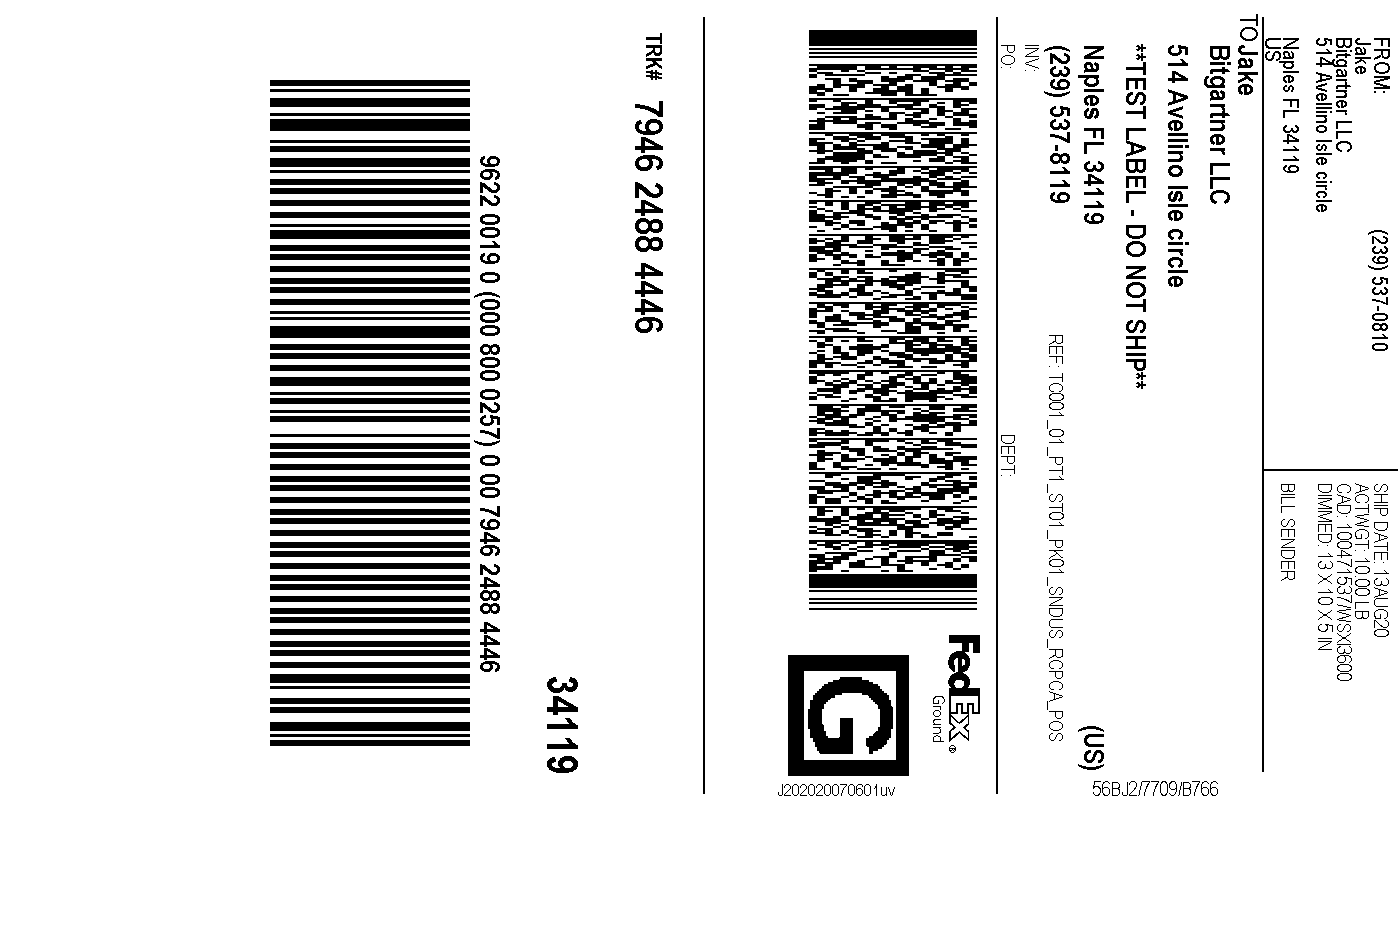 FROM: (239) 537-0810
Jake
Bitgartner LLC
514 Avellino Isle circle
Naples FL 34119
US
SHIP DATE: 13AUG20
ACTWGT: 10.00 LB
CAD: 100471537/WSXI3600
DIMMED: 13 X 10 X 5 IN
BILL SENDER
TO Jake
Bitgartner LLC
514 Avellino Isle circle
**TEST LABEL - DO NOT SHIP**
Naples FL 34119 (US)
(239) 537-8119 REF: TC001_01_PT1_ST01_PK01_SNDUS_RCPCA_POS
INV:
PO: DEPT:
56BJ2/7709/B766
FedEx ®
Ground
G
J202020070601uv
TRK# 7946 2488 4446
34119
9622 0019 0 (000 800 0257) 0 00 7946 2488 4446